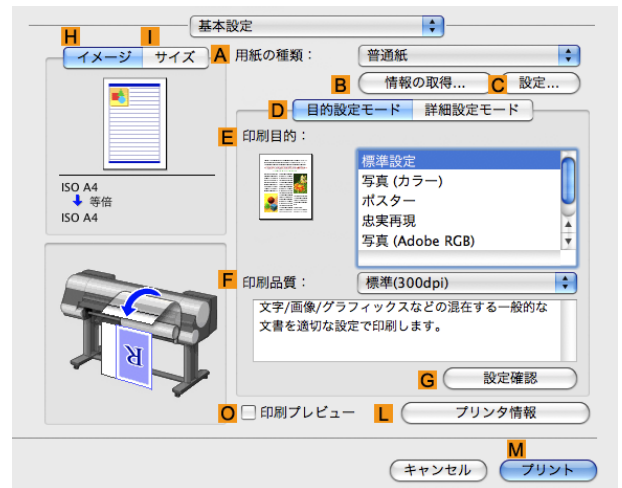 基本設定
H I
イメージ サイズ
A 用紙の種類： 普通紙
B 情報の取得... C 設定...
D 目的設定モード 詳細設定モード
E 印刷目的：
標準設定
写真 (カラー)
ポスター
忠実再現
写真 (Adobe RGB)
ISO A4
等倍
ISO A4
F 印刷品質： 標準(300dpi)
文字/画像/グラフィックスなどの混在する一般的な
文書を適切な設定で印刷します。
R
G 設定確認
O 印刷プレビュー L プリンタ情報
M
キャンセル プリント